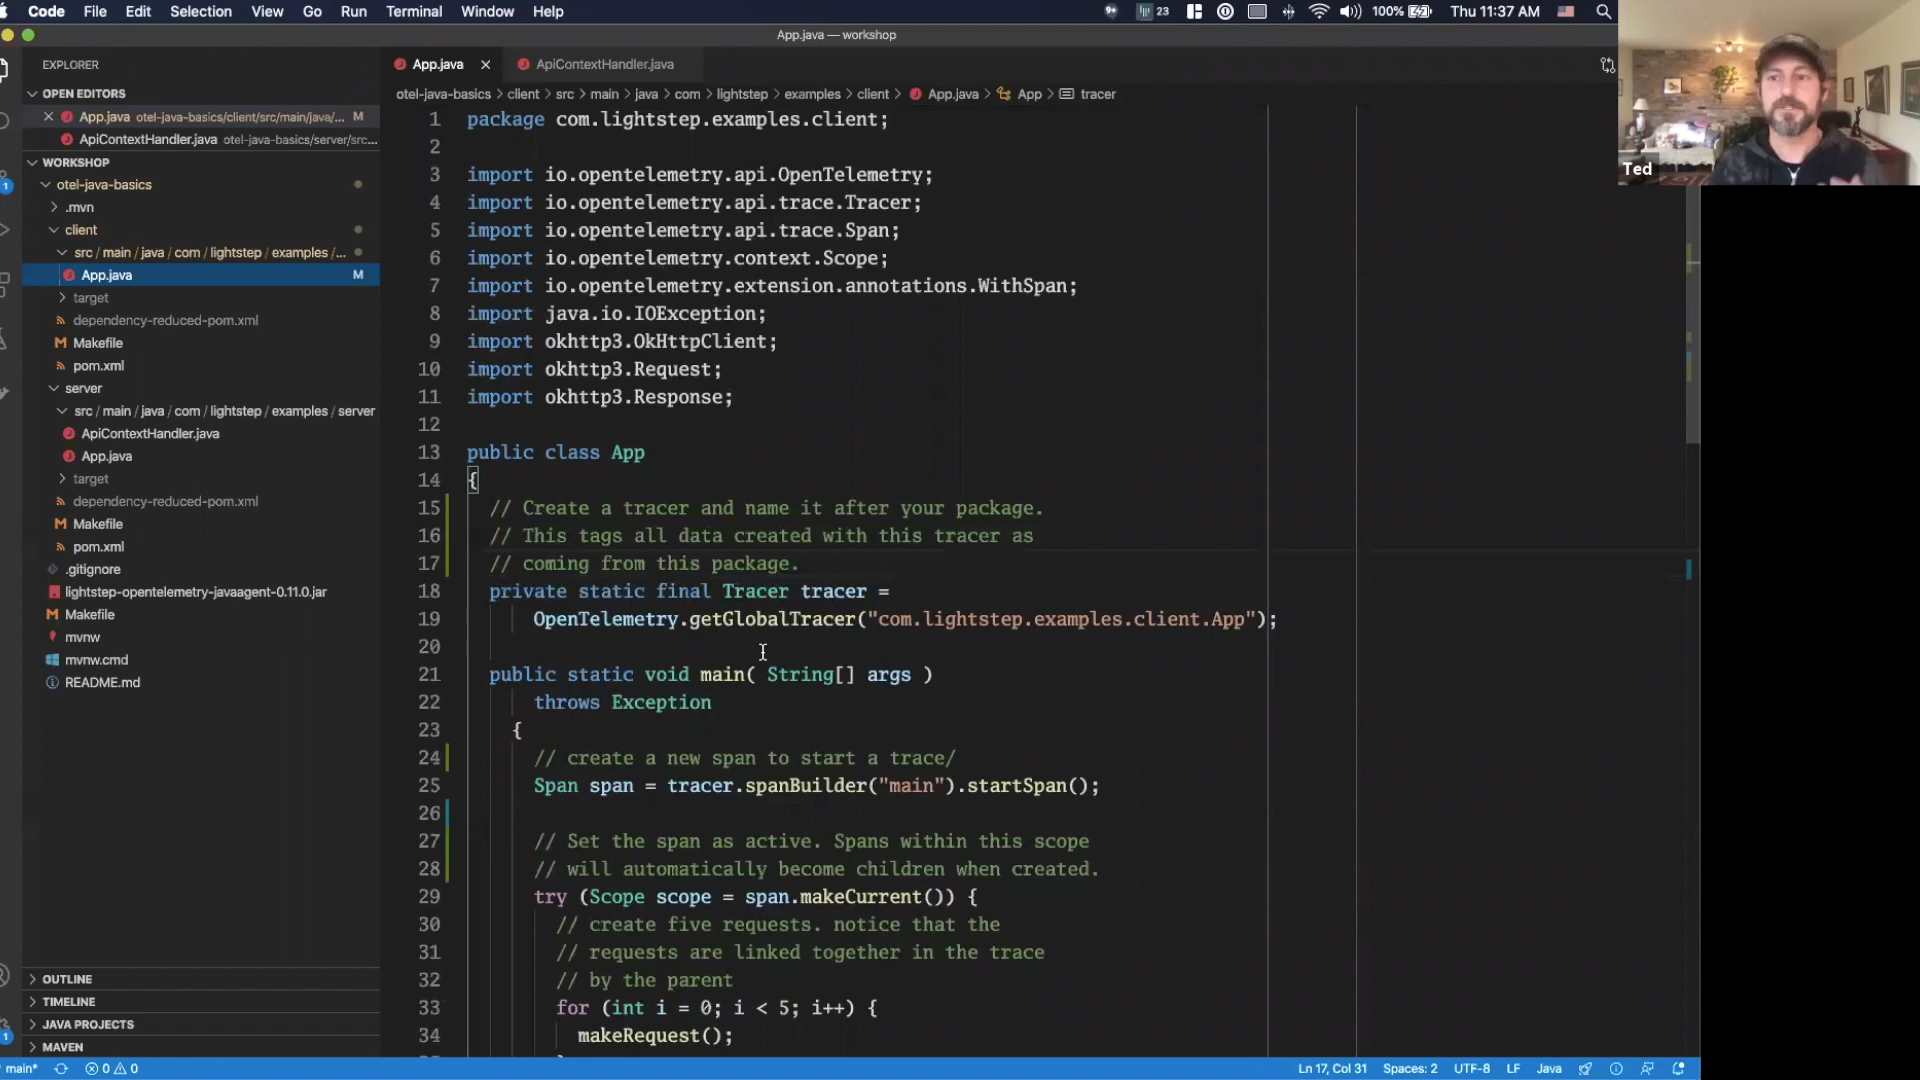 Code File Edit Selection View Go Run Terminal Window Help 23 100% Thu 11:37 AM
App.java — workshop
EXPLORER
OPEN EDITORS
App.java otel-java-basics/client/src/main/java/... M
ApiContextHandler.java otel-java-basics/server/src...
WORKSHOP
otel-java-basics
.mvn
client
src / main / java / com / lightstep / examples /...
App.java M
target
dependency-reduced-pom.xml
Makefile
pom.xml
server
src / main / java / com / lightstep / examples / server
ApiContextHandler.java
App.java
target
dependency-reduced-pom.xml
Makefile
pom.xml
.gitignore
lightstep-opentelemetry-javaagent-0.11.0.jar
Makefile
mvnw
mvnw.cmd
README.md
OUTLINE
TIMELINE
JAVA PROJECTS
MAVEN
1
1
App.java ApiContextHandler.java
otel-java-basics > client > src > main > java > com > lightstep > examples > client > App.java > App > tracer
1 package com.lightstep.examples.client;
2
3 import io.opentelemetry.api.OpenTelemetry;
4 import io.opentelemetry.api.trace.Tracer;
5 import io.opentelemetry.api.trace.Span;
6 import io.opentelemetry.context.Scope;
7 import io.opentelemetry.extension.annotations.WithSpan;
8 import java.io.IOException;
9 import okhttp3.OkHttpClient;
10 import okhttp3.Request;
11 import okhttp3.Response;
12
13 public class App
14 {
15 // Create a tracer and name it after your package.
16 // This tags all data created with this tracer as
17 // coming from this package.
18 private static final Tracer tracer =
19 OpenTelemetry.getGlobalTracer("com.lightstep.examples.client.App");
20
21 public static void main( String[] args )
22 throws Exception
23 {
24 // create a new span to start a trace/
25 Span span = tracer.spanBuilder("main").startSpan();
26
27 // Set the span as active. Spans within this scope
28 // will automatically become children when created.
29 try (Scope scope = span.makeCurrent()) {
30 // create five requests. notice that the
31 // requests are linked together in the trace
32 // by the parent
33 for (int i = 0; i < 5; i++) {
34 makeRequest();
Ted
main* 0 0 Ln 17, Col 31 Spaces: 2 UTF-8 LF Java